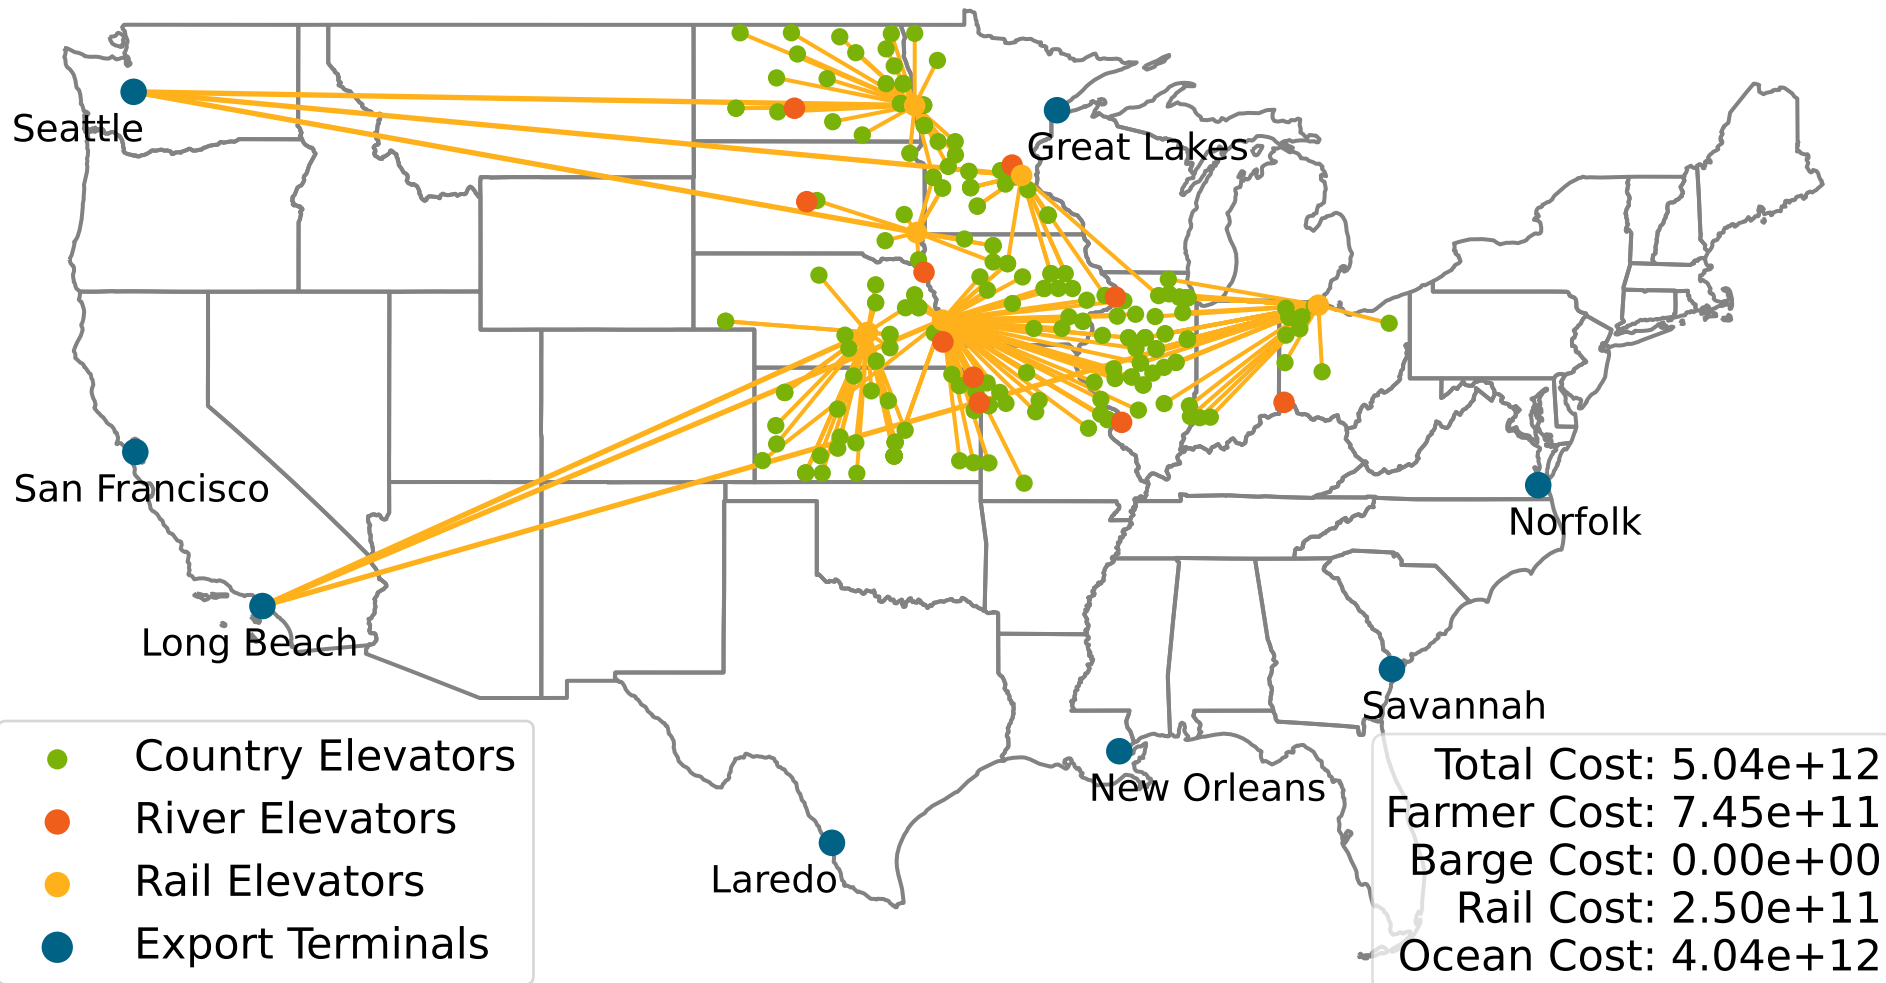 Seattle
Great Lakes
San Francisco
Norfolk
Long Beach
Savannah
New Orleans
Laredo
Country Elevators
River Elevators
Rail Elevators
Export Terminals
Total Cost: 5.04e+12
Farmer Cost: 7.45e+11
Barge Cost: 0.00e+00
Rail Cost: 2.50e+11
Ocean Cost: 4.04e+12